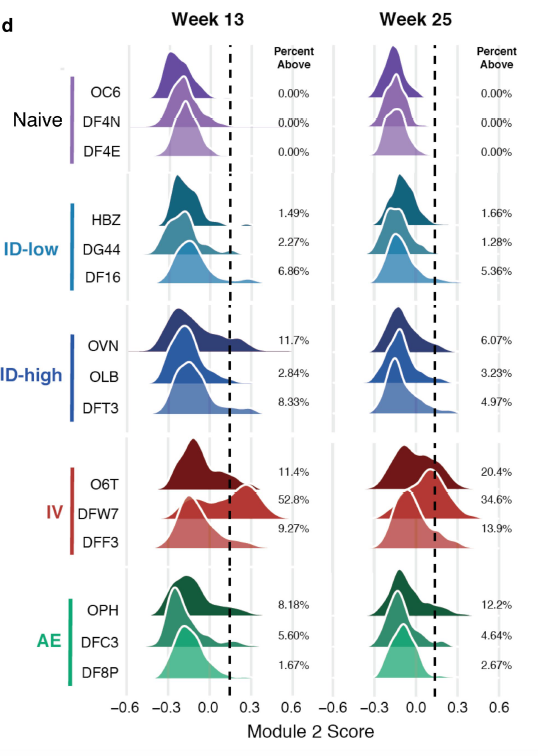 d
Week 13 Week 25
Percent Above Percent Above
Naive
OC6 0.00% 0.00%
DF4N 0.00% 0.00%
DF4E 0.00% 0.00%
ID-low
HBZ 1.49% 1.66%
DG44 2.27% 1.28%
DF16 6.86% 5.36%
ID-high
OVN 11.7% 6.07%
OLB 2.84% 3.23%
DFT3 8.33% 4.97%
IV
O6T 11.4% 20.4%
DFW7 52.8% 34.6%
DFF3 9.27% 13.9%
AE
OPH 8.18% 12.2%
DFC3 5.60% 4.64%
DF8P 1.67% 2.67%
−0.6 −0.3 0.0 0.3 0.6 −0.6 −0.3 0.0 0.3 0.6
Module 2 Score